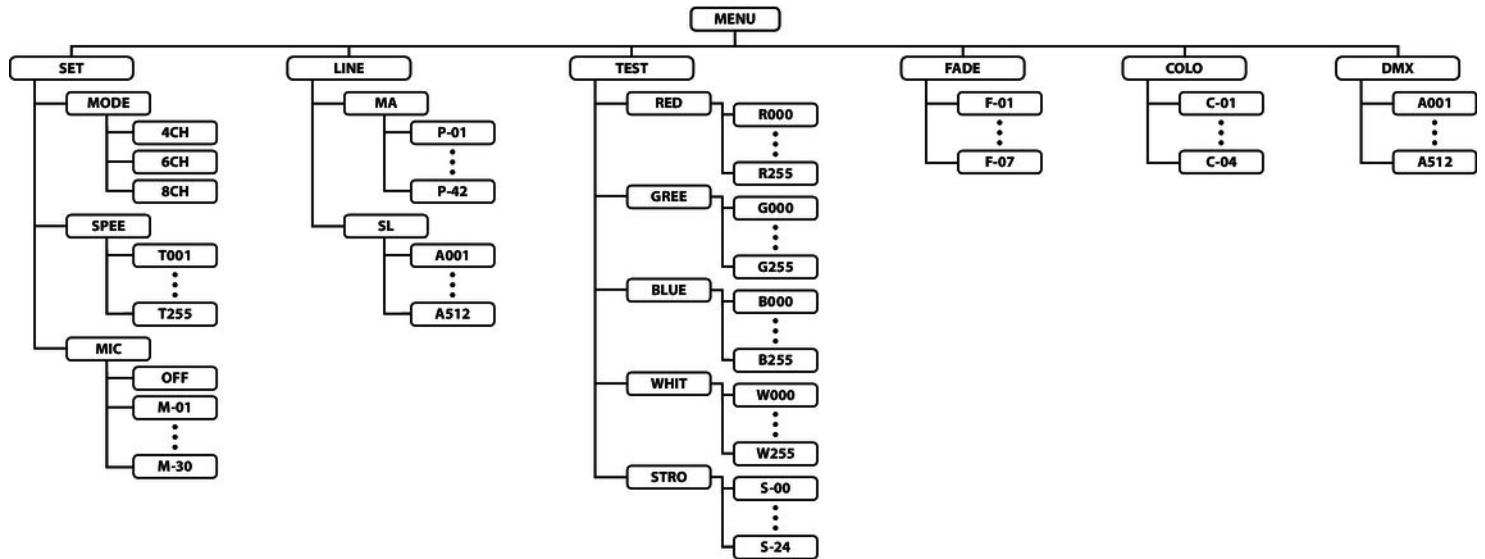 MENU
SET
MODE
4CH
6CH
8CH
SPEE
T001
T255
MIC
OFF
M-01
M-30
LINE
MA
P-01
P-42
SL
A001
A512
TEST
RED
R000
R255
GREE
G000
G255
BLUE
B000
B255
WHIT
W000
W255
STRO
S-00
S-24
FADE
F-01
F-07
COLO
C-01
C-04
DMX
A001
A512